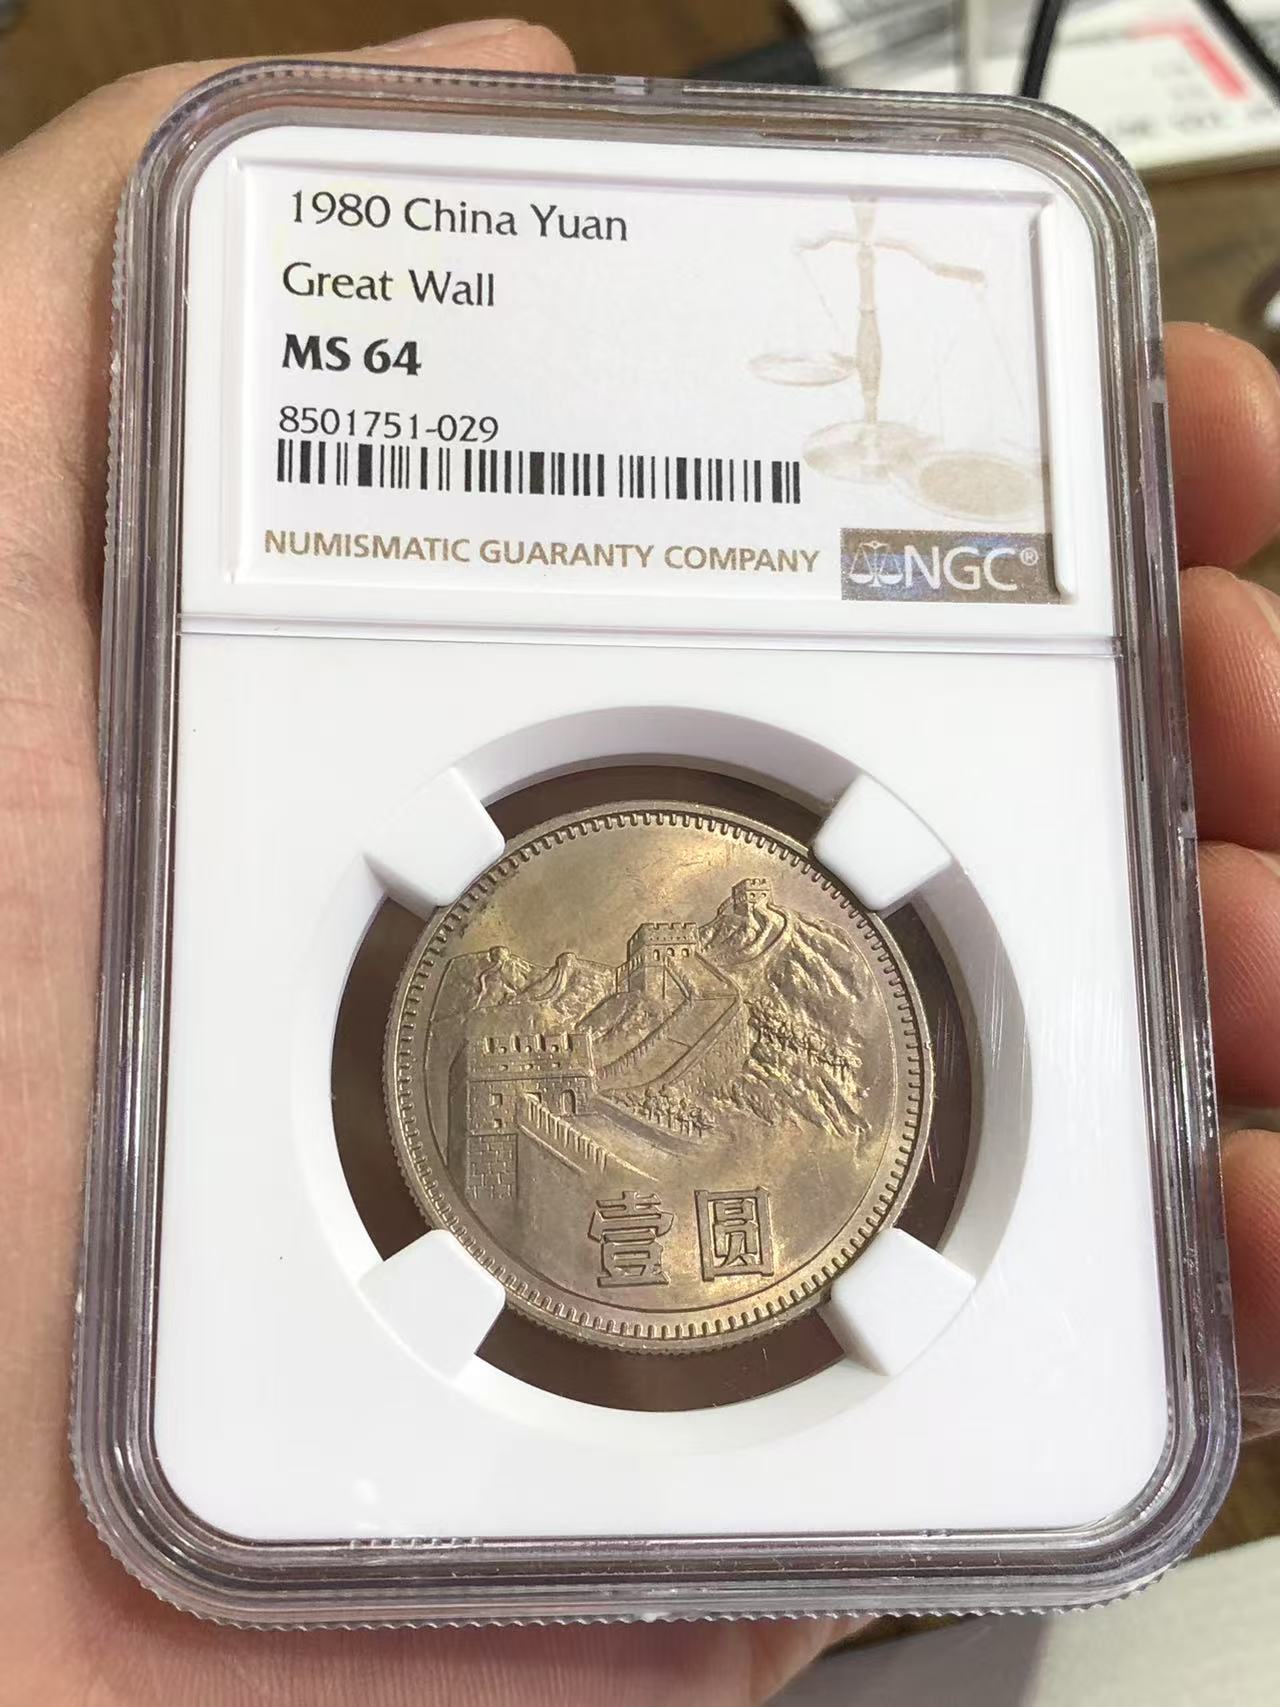 1980 China Yuan
Great Wall
MS 64
8501751-029
NUMISMATIC GUARANTY COMPANY
NGC®
壹圆